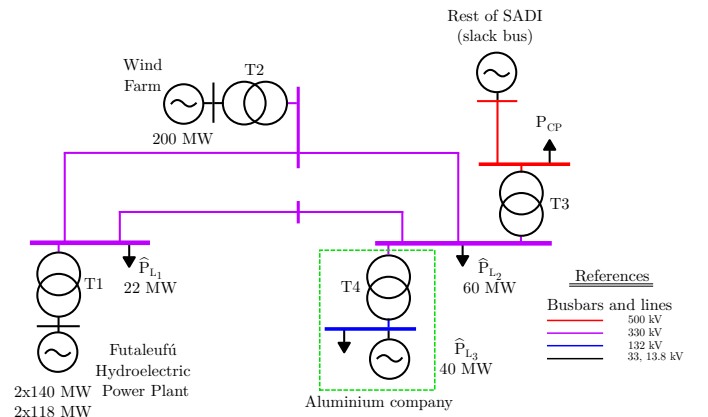 Rest of SADI
(slack bus)
Wind
Farm
T2
200 MW
P_CP
T3
T1
P̂_L₁
22 MW
P̂_L₂
60 MW
T4
P̂_L₃
40 MW
Futaleufú
Hydroelectric
Power Plant
2x140 MW
2x118 MW
Aluminium company
References
Busbars and lines
500 kV
330 kV
132 kV
33, 13.8 kV